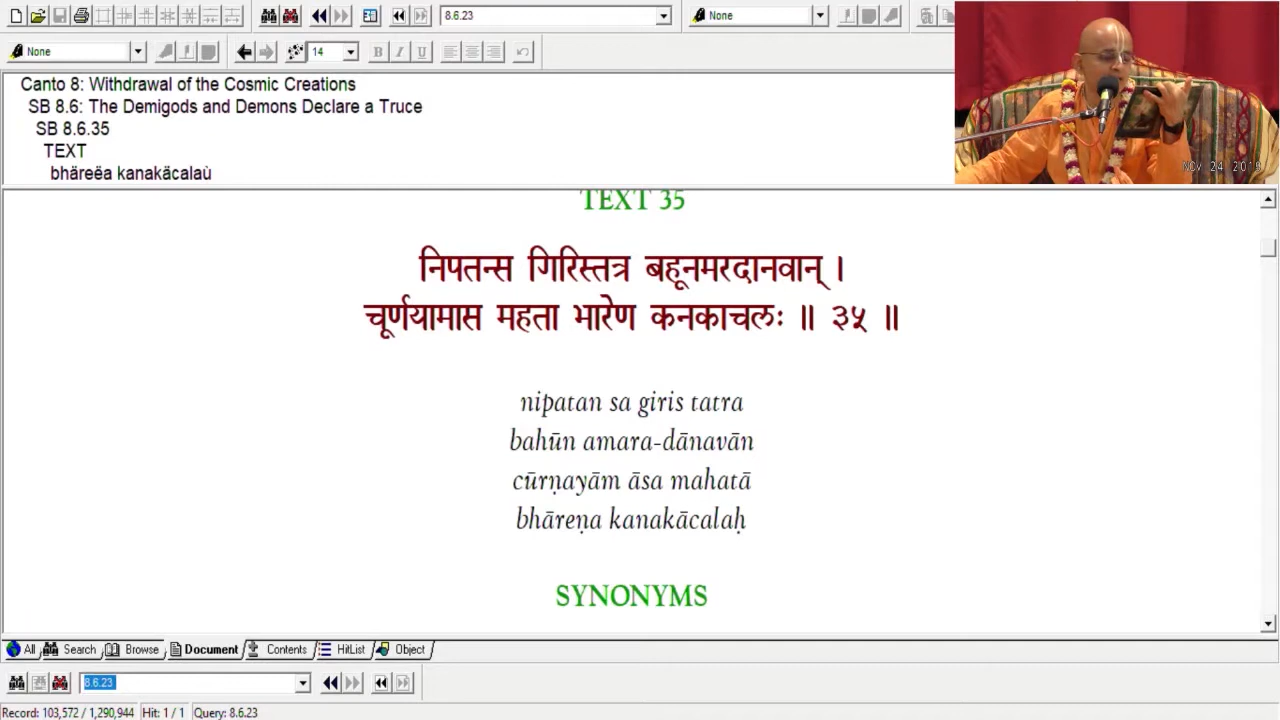 8.6.23
None
None
14
B I U
Canto 8: Withdrawal of the Cosmic Creations
SB 8.6: The Demigods and Demons Declare a Truce
SB 8.6.35
TEXT
bhäreëa kanakäcalaù
NOV 24 2019
TEXT 35
निपतन्स गिरिस्तत्र बहूनमरदानवान् ।
चूर्णयामास महता भारेण कनकाचलः ॥ ३५ ॥
nipatan sa giris tatra
bahūn amara-dānavān
cūrṇayām āsa mahatā
bhāreṇa kanakācalaḥ
SYNONYMS
All Search Browse Document Contents HitList Object
8.6.23
Record: 103,572 / 1,290,944 Hit: 1 / 1 Query: 8.6.23